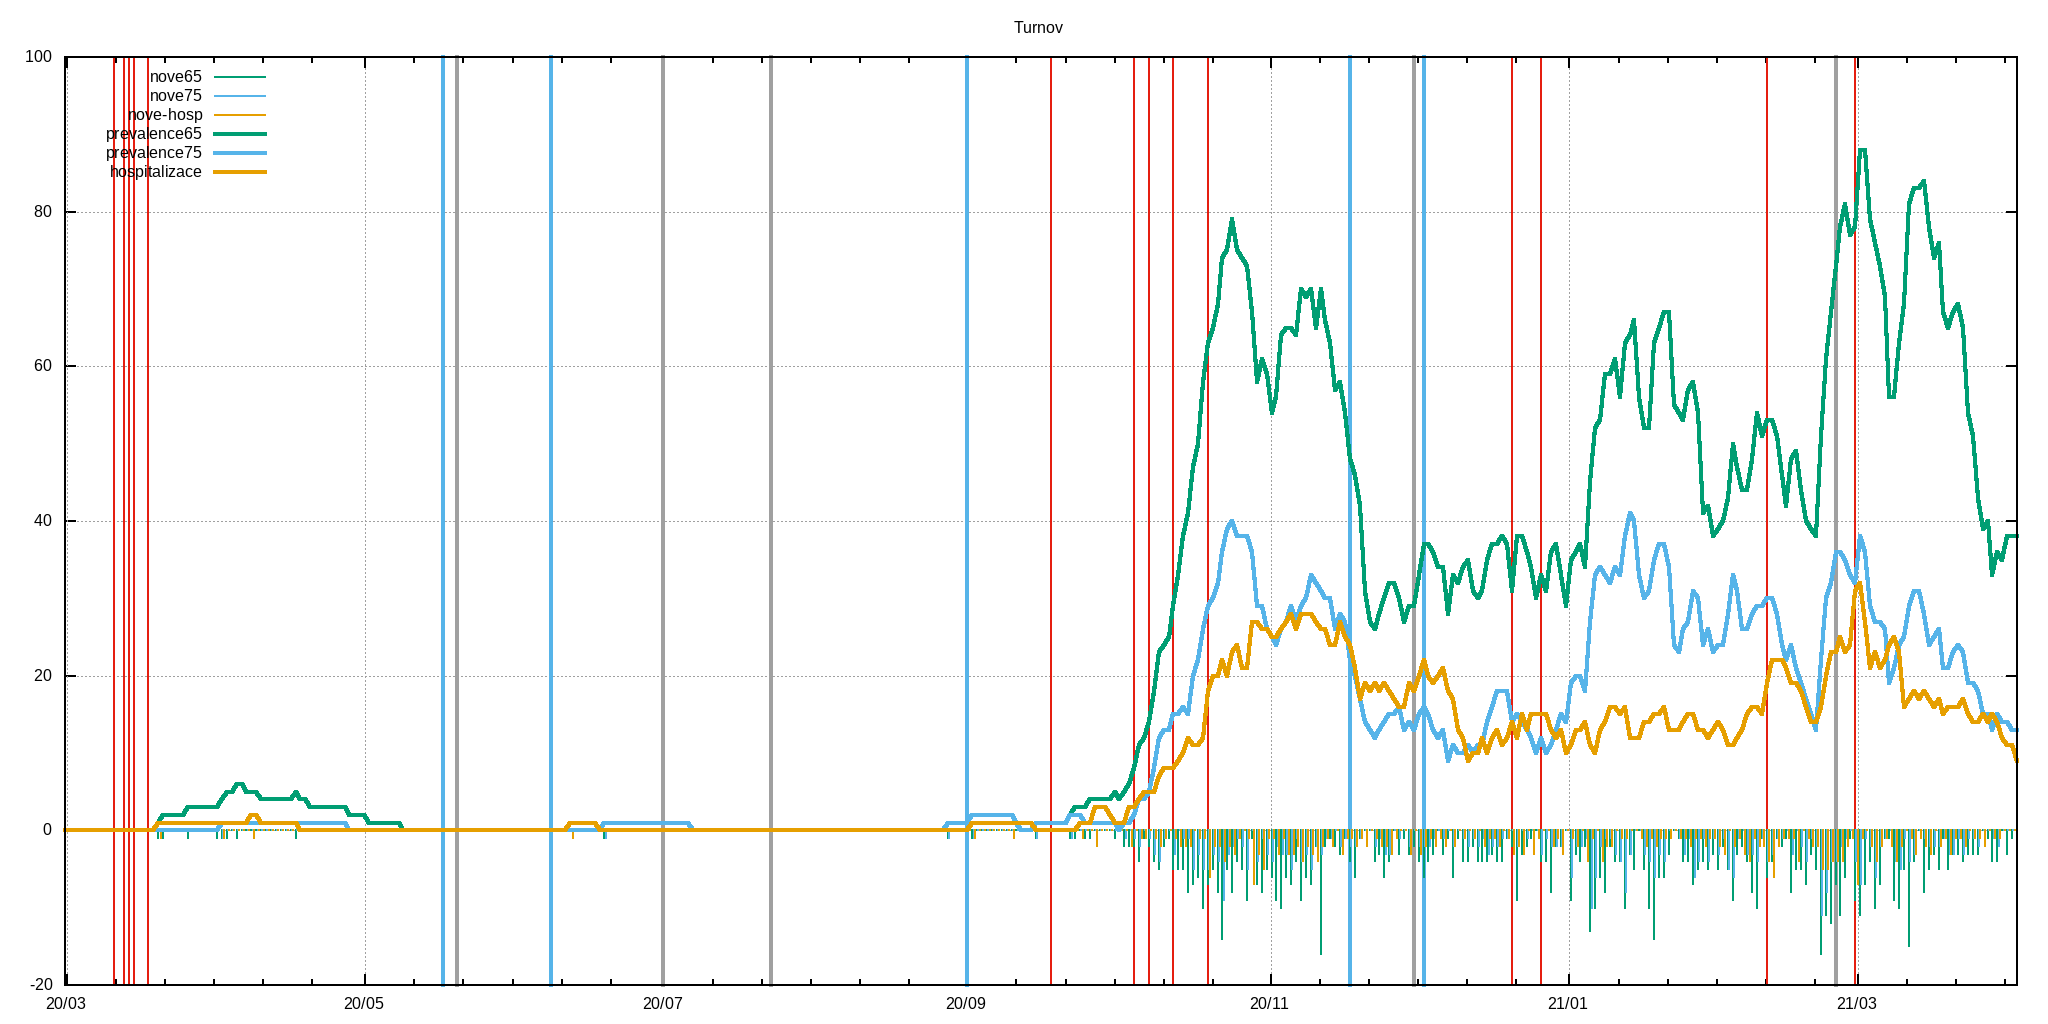 Turnov
100
80
60
40
20
0
-20
nove65
nove75
nove-hosp
prevalence65
prevalence75
hospitalizace
20/03 20/05 20/07 20/09 20/11 21/01 21/03